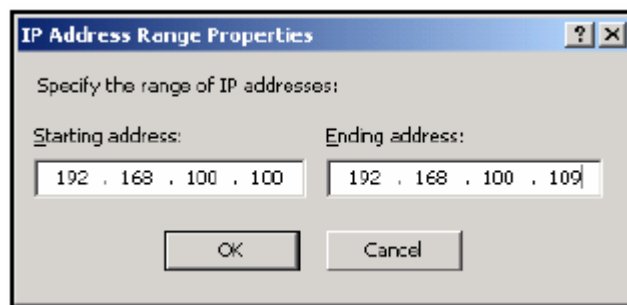 IP Address Range Properties
Specify the range of IP addresses:
Starting address: Ending address:
192 . 168 . 100 . 100 192 . 168 . 100 . 109
OK Cancel